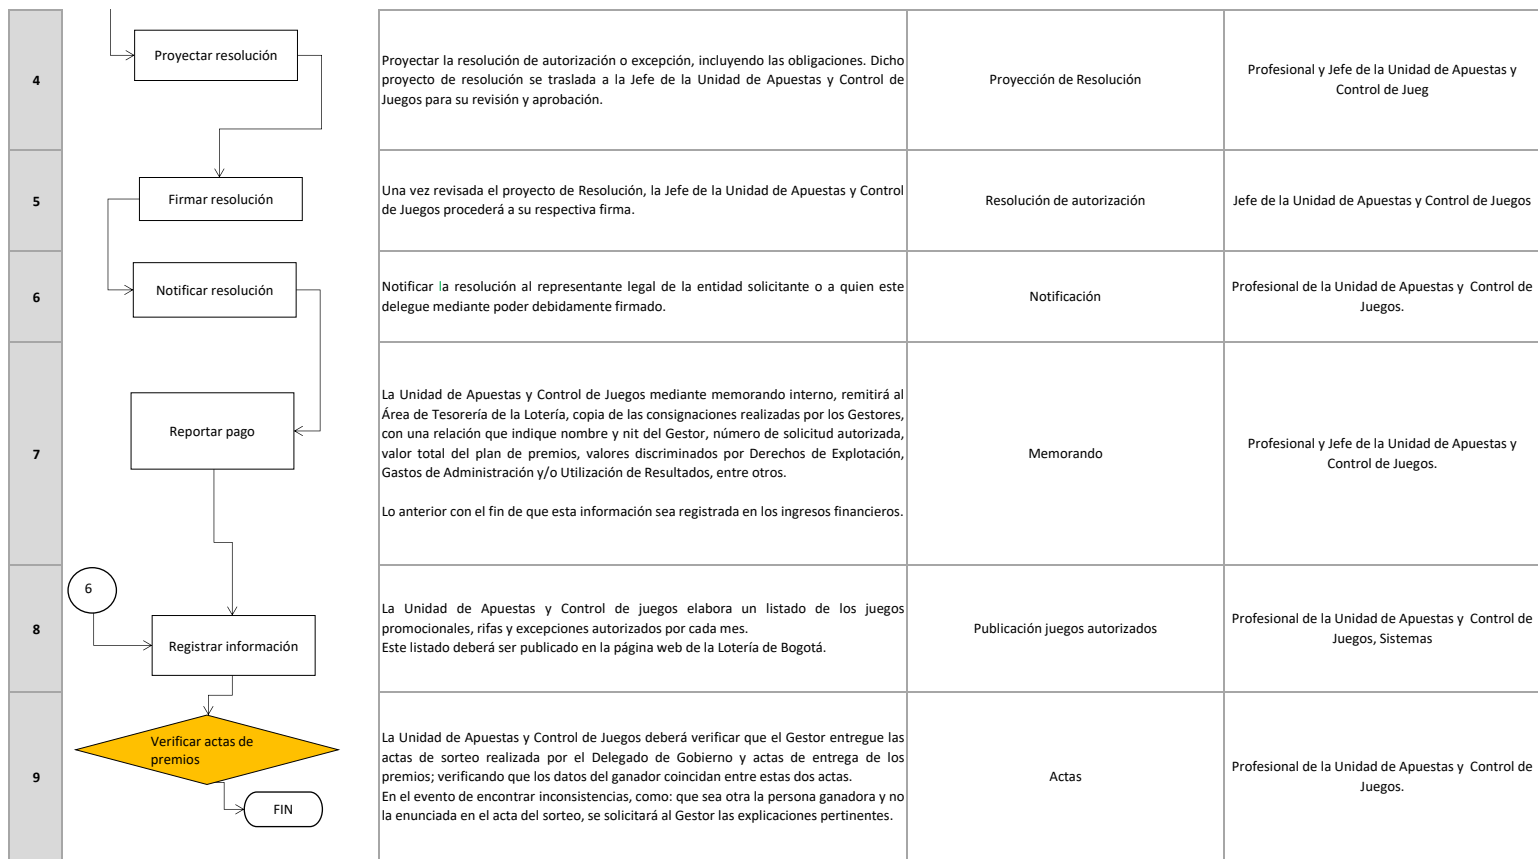 4
Proyectar resolución
Proyectar la resolución de autorización o excepción, incluyendo las obligaciones. Dicho
proyecto de resolución se traslada a la Jefe de la Unidad de Apuestas y Control de
Juegos para su revisión y aprobación.
Proyección de Resolución
Profesional y Jefe de la Unidad de Apuestas y
Control de Jueg
5
Firmar resolución
Una vez revisada el proyecto de Resolución, la Jefe de la Unidad de Apuestas y Control
de Juegos procederá a su respectiva firma.
Resolución de autorización
Jefe de la Unidad de Apuestas y Control de Juegos
6
Notificar resolución
Notificar la resolución al representante legal de la entidad solicitante o a quien este
delegue mediante poder debidamente firmado.
Notificación
Profesional de la Unidad de Apuestas y Control de
Juegos.
7
Reportar pago
La Unidad de Apuestas y Control de Juegos mediante memorando interno, remitirá al
Área de Tesorería de la Lotería, copia de las consignaciones realizadas por los Gestores,
con una relación que indique nombre y nit del Gestor, número de solicitud autorizada,
valor total del plan de premios, valores discriminados por Derechos de Explotación,
Gastos de Administración y/o Utilización de Resultados, entre otros.
Lo anterior con el fin de que esta información sea registrada en los ingresos financieros.
Memorando
Profesional y Jefe de la Unidad de Apuestas y
Control de Juegos.
8
6
Registrar información
La Unidad de Apuestas y Control de juegos elabora un listado de los juegos
promocionales, rifas y excepciones autorizados por cada mes.
Este listado deberá ser publicado en la página web de la Lotería de Bogotá.
Publicación juegos autorizados
Profesional de la Unidad de Apuestas y Control de
Juegos, Sistemas
9
Verificar actas de
premios
FIN
La Unidad de Apuestas y Control de Juegos deberá verificar que el Gestor entregue las
actas de sorteo realizada por el Delegado de Gobierno y actas de entrega de los
premios; verificando que los datos del ganador coincidan entre estas dos actas.
En el evento de encontrar inconsistencias, como: que sea otra la persona ganadora y no
la enunciada en el acta del sorteo, se solicitará al Gestor las explicaciones pertinentes.
Actas
Profesional de la Unidad de Apuestas y Control de
Juegos.